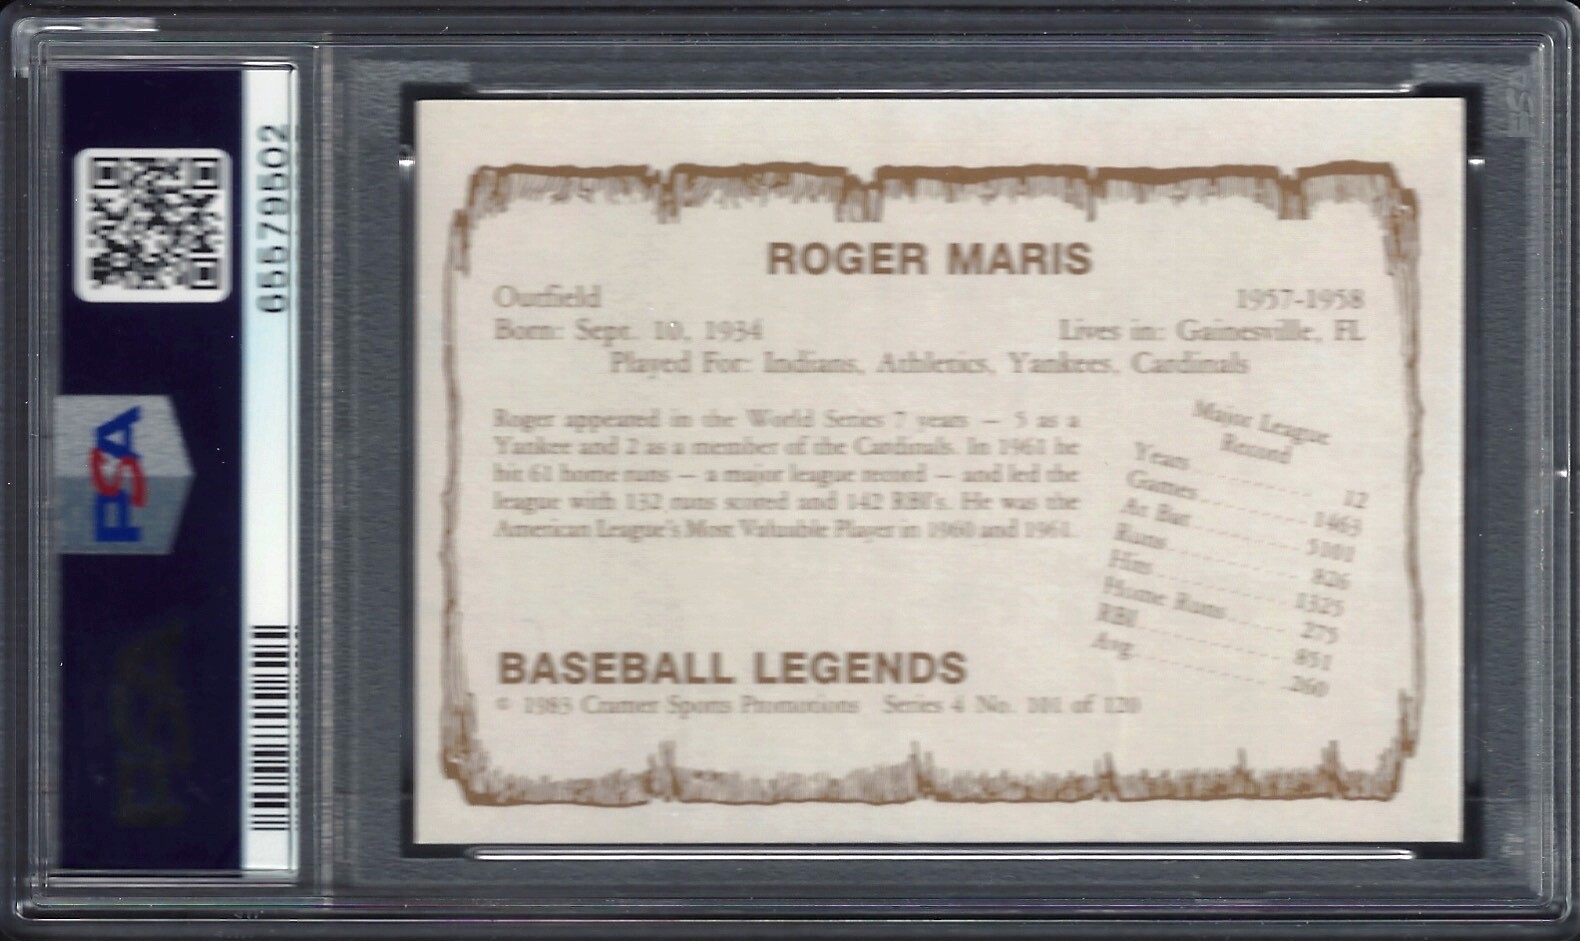 65579502
PSA
ROGER MARIS
Outfield 1957-1958
Born: Sept. 10, 1934 Lives in: Gainesville, FL
Played For: Indians, Athletics, Yankees, Cardinals
Roger appeared in the World Series 7 years — 5 as a
Yankee and 2 as a member of the Cardinals. In 1961 he
hit 61 home runs — a major league record — and led the
league with 132 runs scored and 142 RBI's. He was the
American League's Most Valuable Player in 1960 and 1961.
Major League
Record
Years 12
Games 1463
At Bat 5101
Runs 826
Hits 1325
Home Runs 275
RBI 851
Avg. .260
BASEBALL LEGENDS
© 1983 Cramer Sports Promotions Series 4 No. 101 of 120
PSA